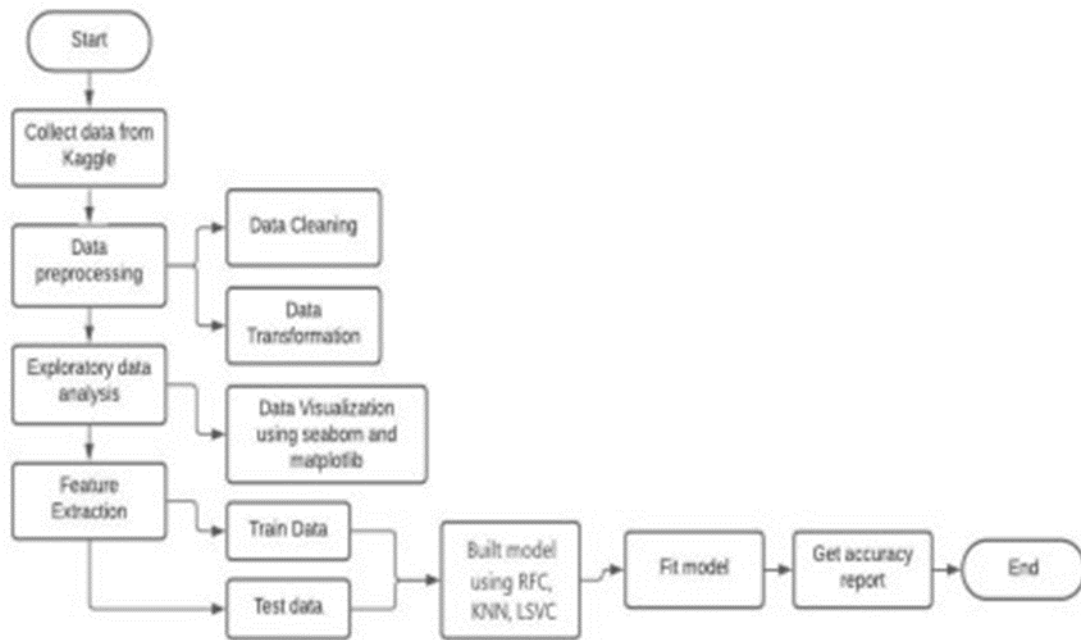 Start
Collect data from
Kaggle
Data
preprocessing
Data Cleaning
Data
Transformation
Exploratory data
analysis
Data Visualization
using seaborn and
matplotlib
Feature
Extraction
Train Data
Test data
Built model
using RFC,
KNN, LSVC
Fit model
Get accuracy
report
End